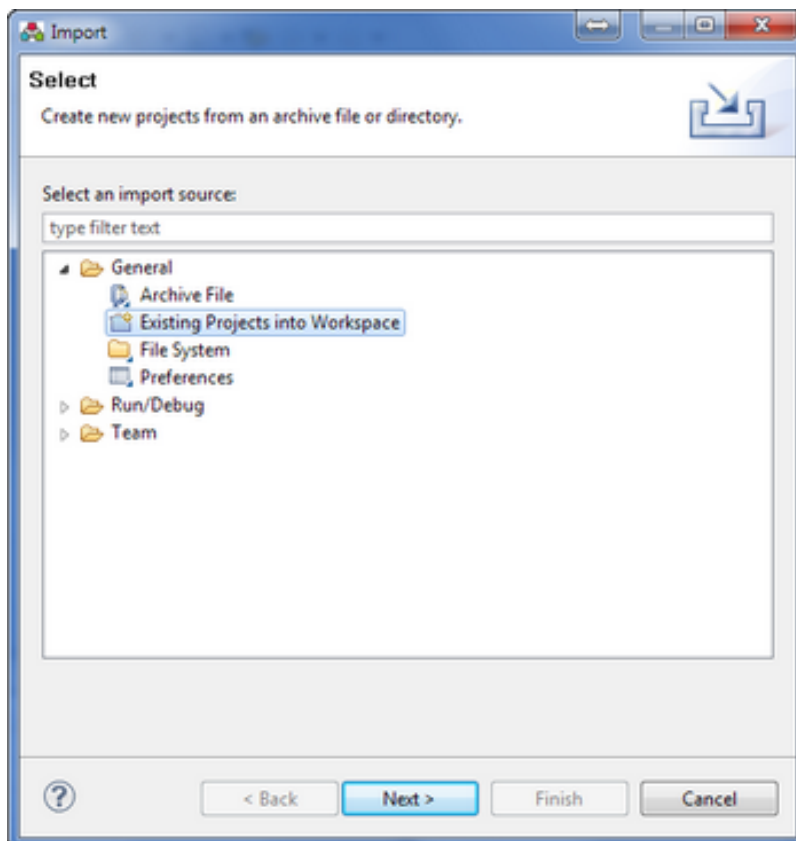 Import
Select
Create new projects from an archive file or directory.
Select an import source:
type filter text
General
Archive File
Existing Projects into Workspace
File System
Preferences
Run/Debug
Team
?
< Back
Next >
Finish
Cancel